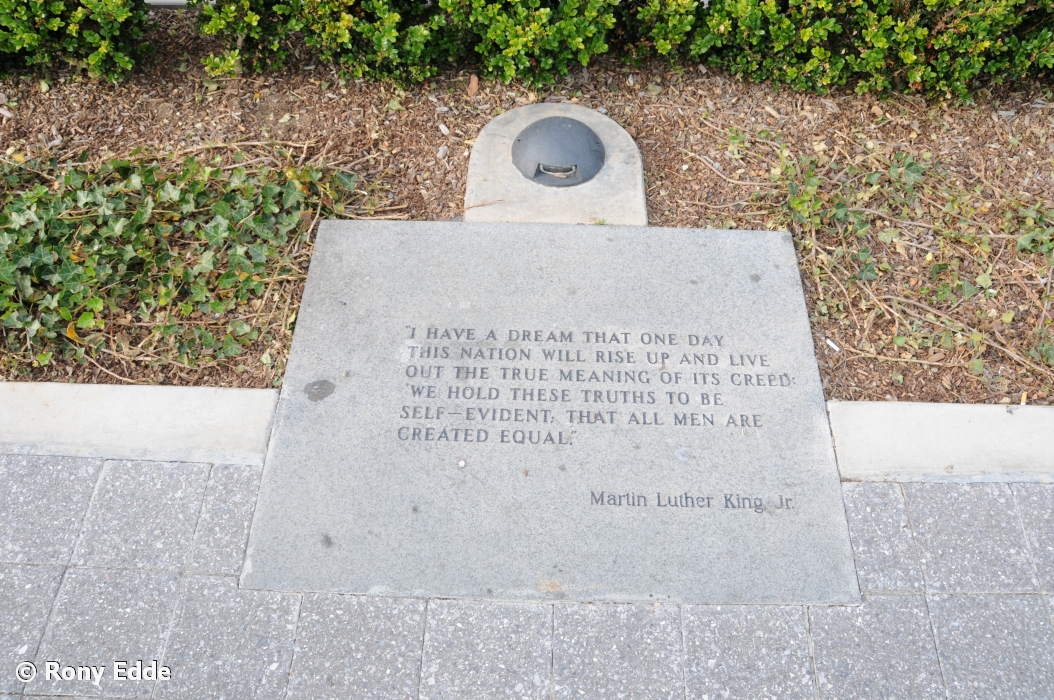 "I HAVE A DREAM THAT ONE DAY
THIS NATION WILL RISE UP AND LIVE
OUT THE TRUE MEANING OF ITS CREED:
'WE HOLD THESE TRUTHS TO BE
SELF—EVIDENT, THAT ALL MEN ARE
CREATED EQUAL.'"
Martin Luther King, Jr.
© Rony Edde